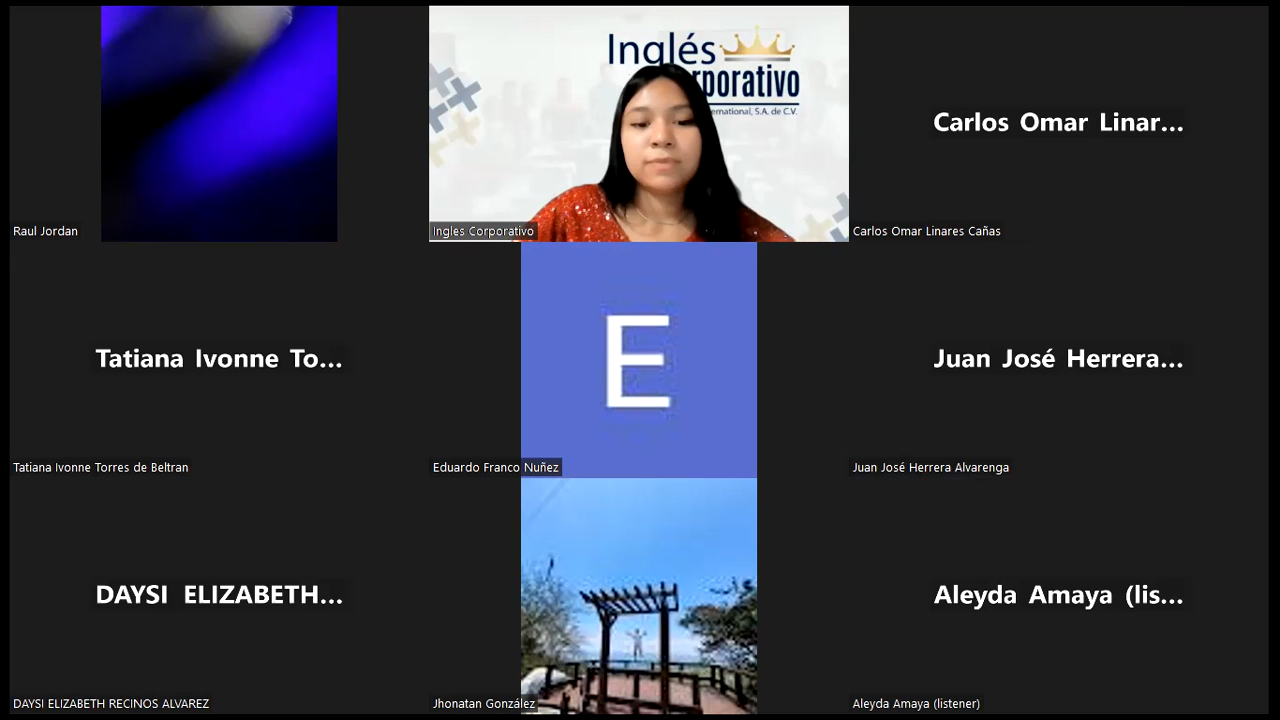 Raul Jordan
Inglés
rporativo
ernational, S.A. de C.V.
Ingles Corporativo
Carlos Omar Linar...
Carlos Omar Linares Cañas
Tatiana Ivonne To...
Tatiana Ivonne Torres de Beltran
E
Eduardo Franco Nuñez
Juan José Herrera...
Juan José Herrera Alvarenga
DAYSI ELIZABETH...
DAYSI ELIZABETH RECINOS ALVAREZ
Jhonatan González
Aleyda Amaya (lis...
Aleyda Amaya (listener)